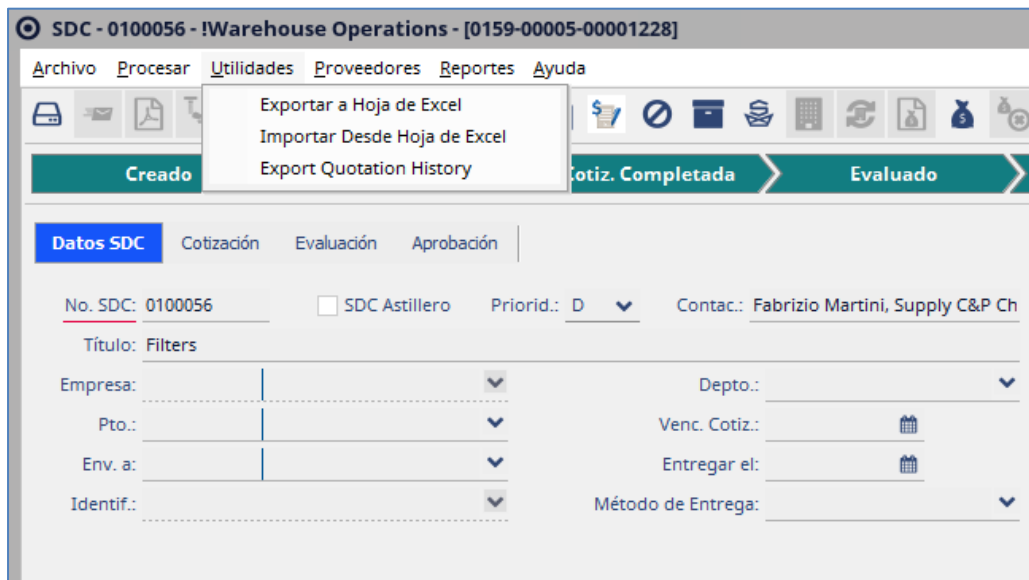 SDC - 0100056 - !Warehouse Operations - [0159-00005-00001228]
Archivo Procesar Utilidades Proveedores Reportes Ayuda
Exportar a Hoja de Excel
Importar Desde Hoja de Excel
Export Quotation History
Creado Cotiz. Completada Evaluado
Datos SDC Cotización Evaluación Aprobación
No. SDC: 0100056 SDC Astillero Priorid.: D Contac.: Fabrizio Martini, Supply C&P Ch
Título: Filters
Empresa: Depto.:
Pto.: Venc. Cotiz.:
Env. a: Entregar el:
Identif.: Método de Entrega: